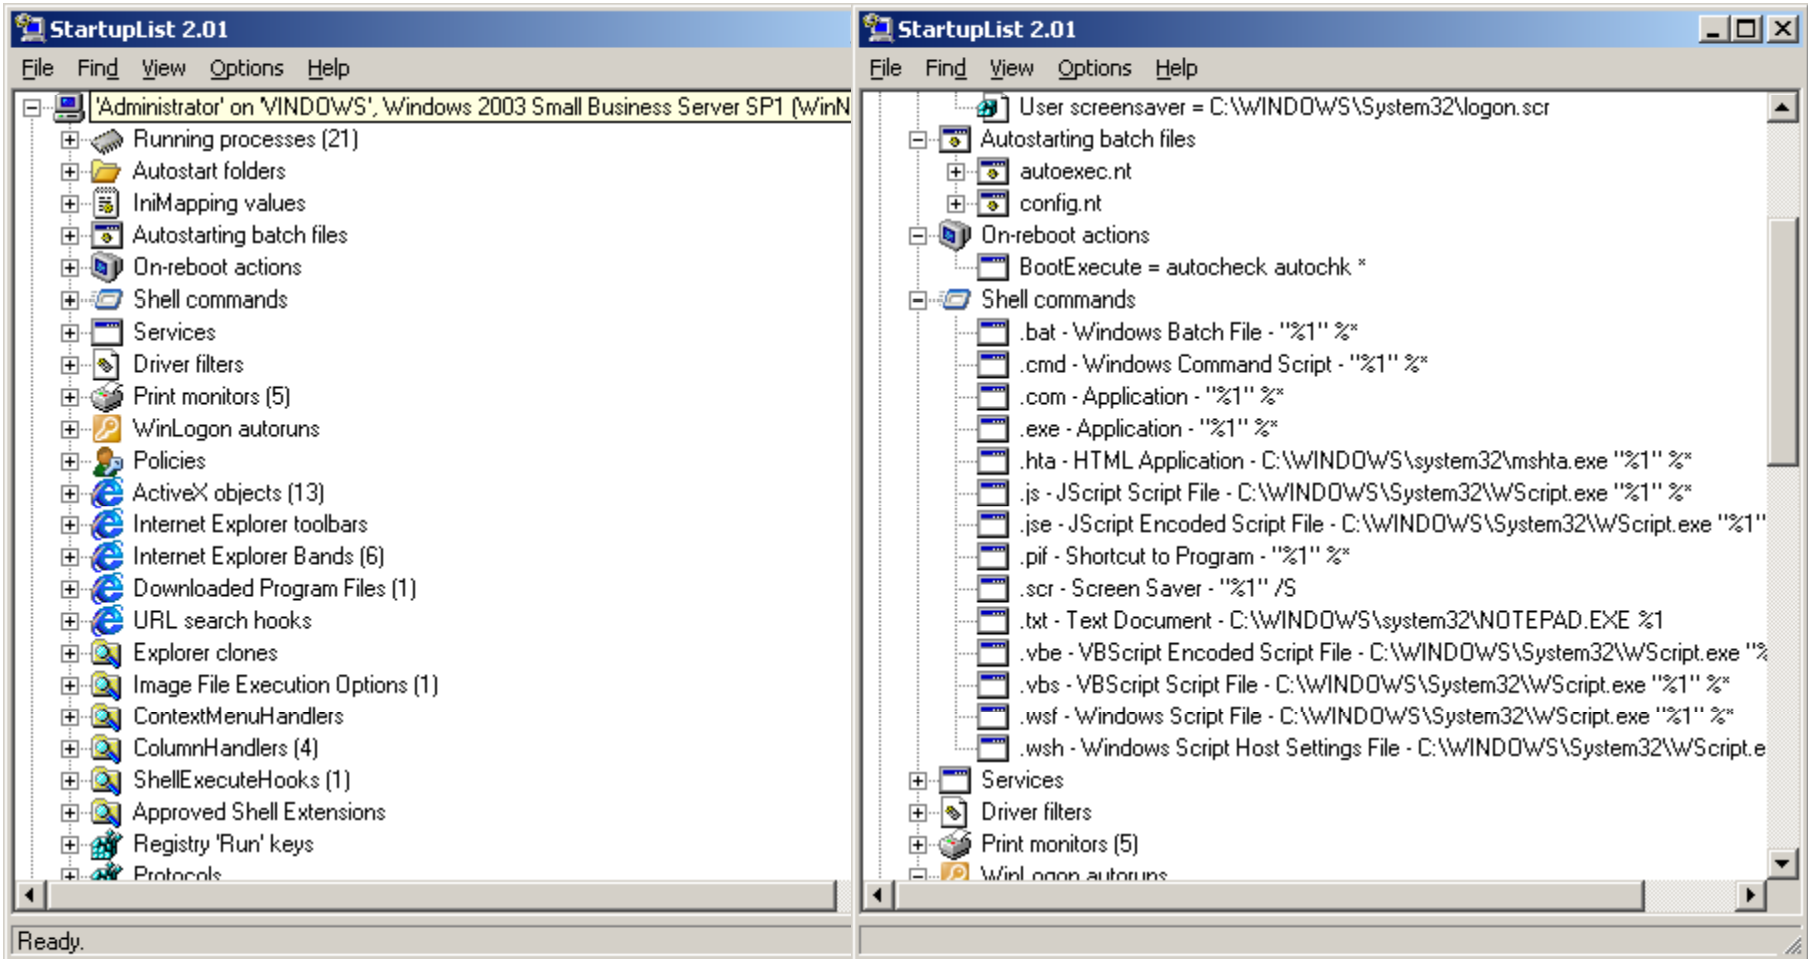 StartupList 2.01
File Find View Options Help
'Administrator' on 'VINDOWS', Windows 2003 Small Business Server SP1 (WinN
Running processes (21)
Autostart folders
IniMapping values
Autostarting batch files
On-reboot actions
Shell commands
Services
Driver filters
Print monitors (5)
WinLogon autoruns
Policies
ActiveX objects (13)
Internet Explorer toolbars
Internet Explorer Bands (6)
Downloaded Program Files (1)
URL search hooks
Explorer clones
Image File Execution Options (1)
ContextMenuHandlers
ColumnHandlers (4)
ShellExecuteHooks (1)
Approved Shell Extensions
Registry 'Run' keys
Protocols
Ready.
StartupList 2.01
File Find View Options Help
User screensaver = C:\WINDOWS\System32\logon.scr
Autostarting batch files
autoexec.nt
config.nt
On-reboot actions
BootExecute = autocheck autochk *
Shell commands
.bat - Windows Batch File - "%1" %*
.cmd - Windows Command Script - "%1" %*
.com - Application - "%1" %*
.exe - Application - "%1" %*
.hta - HTML Application - C:\WINDOWS\system32\mshta.exe "%1" %*
.js - JScript Script File - C:\WINDOWS\System32\WScript.exe "%1" %*
.jse - JScript Encoded Script File - C:\WINDOWS\System32\WScript.exe "%1"
.pif - Shortcut to Program - "%1" %*
.scr - Screen Saver - "%1" /S
.txt - Text Document - C:\WINDOWS\system32\NOTEPAD.EXE %1
.vbe - VBScript Encoded Script File - C:\WINDOWS\System32\WScript.exe "%
.vbs - VBScript Script File - C:\WINDOWS\System32\WScript.exe "%1" %*
.wsf - Windows Script File - C:\WINDOWS\System32\WScript.exe "%1" %*
.wsh - Windows Script Host Settings File - C:\WINDOWS\System32\WScript.e
Services
Driver filters
Print monitors (5)
WinLogon autoruns